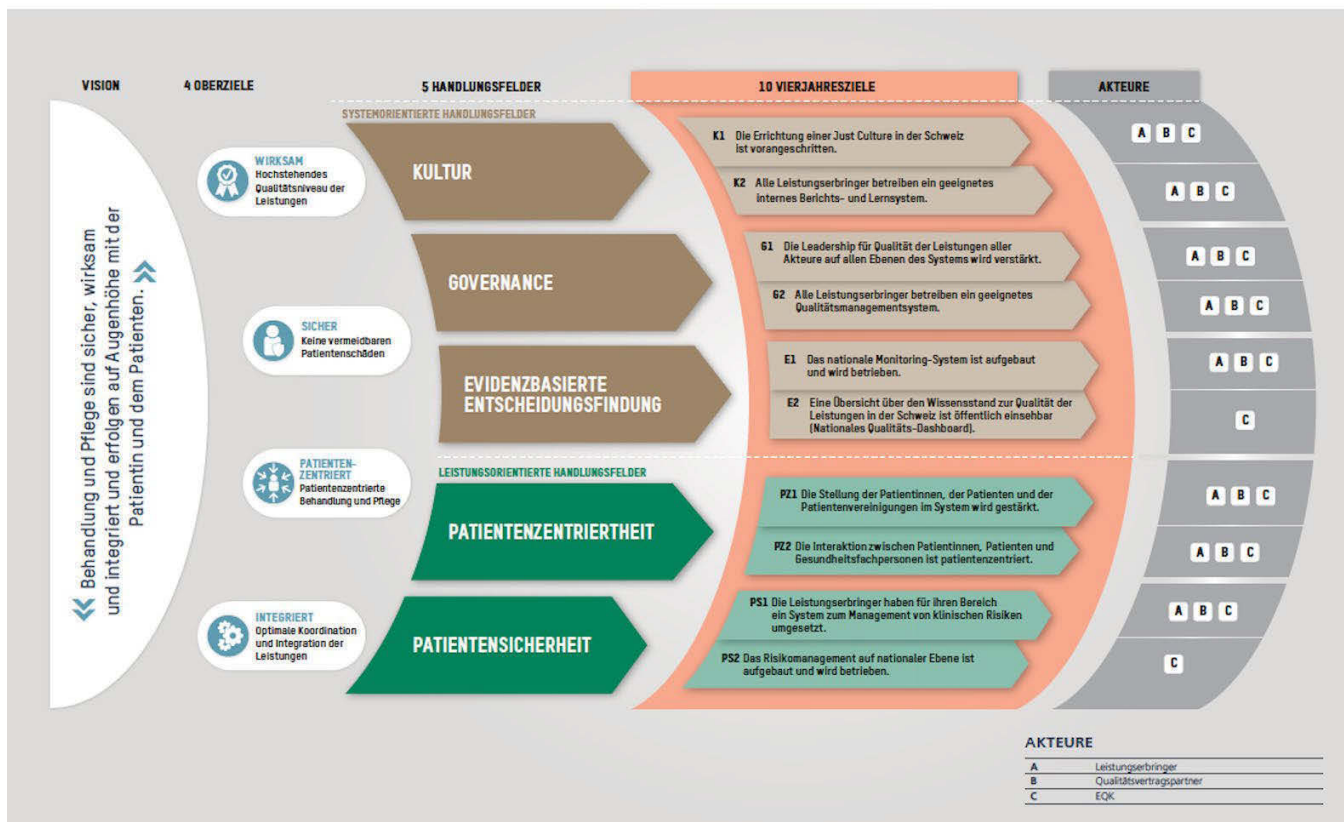 VISION
4 OBERZIELE
5 HANDLUNGSFELDER
10 VIERJAHRESZIELE
AKTEURE
Behandlung und Pflege sind sicher, wirksam
und integriert und erfolgen auf Augenhöhe mit der
Patientin und dem Patienten.
WIRKSAM
Hochstehendes
Qualitätsniveau der
Leistungen
SICHER
Keine vermeidbaren
Patientenschäden
PATIENTEN-
ZENTRIERT
Patientenzentrierte
Behandlung und Pflege
INTEGRIERT
Optimale Koordination
und Integration der
Leistungen
SYSTEMORIENTIERTE HANDLUNGSFELDER
KULTUR
GOVERNANCE
EVIDENZBASIERTE
ENTSCHEIDUNGSFINDUNG
LEISTUNGSORIENTIERTE HANDLUNGSFELDER
PATIENTENZENTRIERTHEIT
PATIENTENSICHERHEIT
K1 Die Errichtung einer Just Culture in der Schweiz
ist vorangeschritten.
A B C
K2 Alle Leistungserbringer betreiben ein geeignetes
internes Berichts- und Lernsystem.
A B C
G1 Die Leadership für Qualität der Leistungen aller
Akteure auf allen Ebenen des Systems wird verstärkt.
A B C
G2 Alle Leistungserbringer betreiben ein geeignetes
Qualitätsmanagementsystem.
A B C
E1 Das nationale Monitoring-System ist aufgebaut
und wird betrieben.
A B C
E2 Eine Übersicht über den Wissensstand zur Qualität der
Leistungen in der Schweiz ist öffentlich einsehbar
(Nationales Qualitäts-Dashboard).
C
PZ1 Die Stellung der Patientinnen, der Patienten und der
Patientenvereinigungen im System wird gestärkt.
A B C
PZ2 Die Interaktion zwischen Patientinnen, Patienten und
Gesundheitsfachpersonen ist patientenzentriert.
A B C
PS1 Die Leistungserbringer haben für ihren Bereich
ein System zum Management von klinischen Risiken
umgesetzt.
A B C
PS2 Das Risikomanagement auf nationaler Ebene ist
aufgebaut und wird betrieben.
C
AKTEURE
A Leistungserbringer
B Qualitätsvertragspartner
C EQK